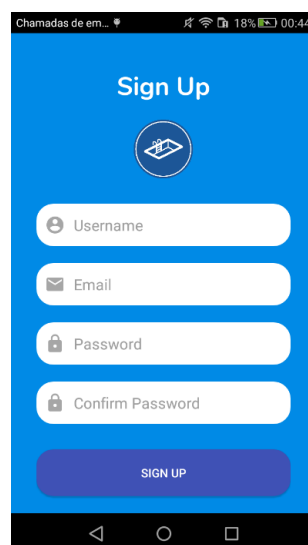 Chamadas de em... 18% 00:44
Sign Up
Username
Email
Password
Confirm Password
SIGN UP